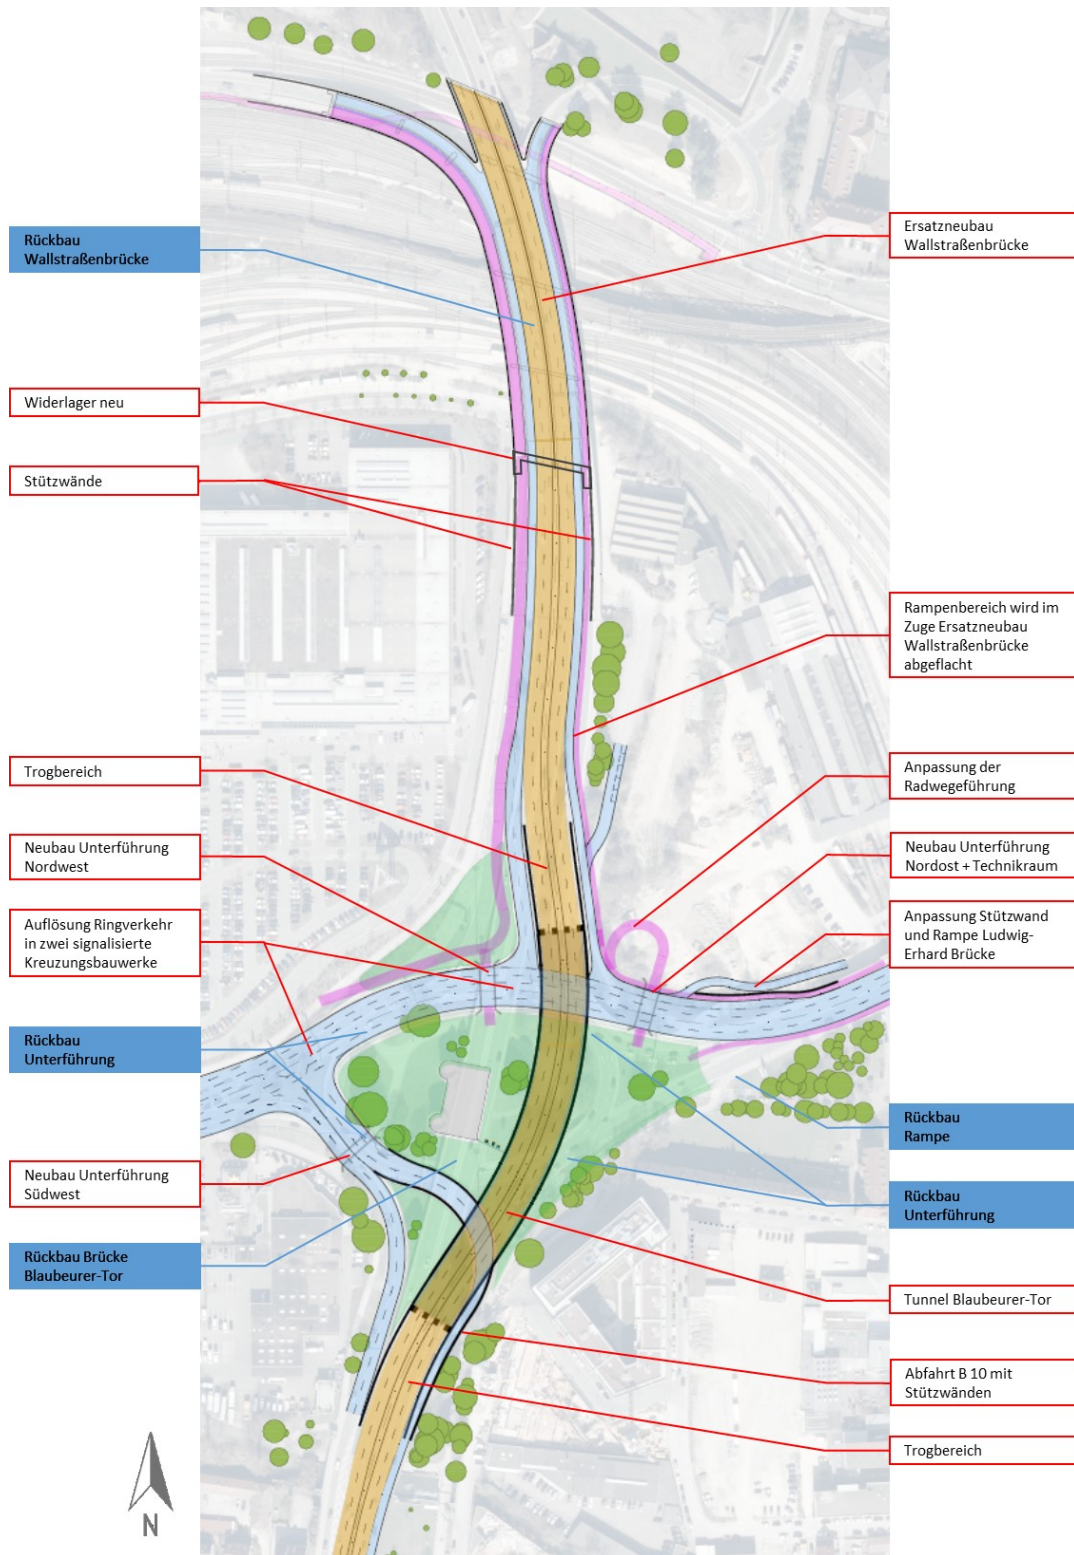 Rückbau
Wallstraßenbrücke
Widerlager neu
Stützwände
Trogbereich
Neubau Unterführung
Nordwest
Auflösung Ringverkehr
in zwei signalisierte
Kreuzungsbauwerke
Rückbau
Unterführung
Neubau Unterführung
Südwest
Rückbau Brücke
Blaubeurer-Tor
N
Ersatzneubau
Wallstraßenbrücke
Rampenbereich wird im
Zuge Ersatzneubau
Wallstraßenbrücke
abgeflacht
Anpassung der
Radwegeführung
Neubau Unterführung
Nordost + Technikraum
Anpassung Stützwand
und Rampe Ludwig-
Erhard Brücke
Rückbau
Rampe
Rückbau
Unterführung
Tunnel Blaubeurer-Tor
Abfahrt B 10 mit
Stützwänden
Trogbereich